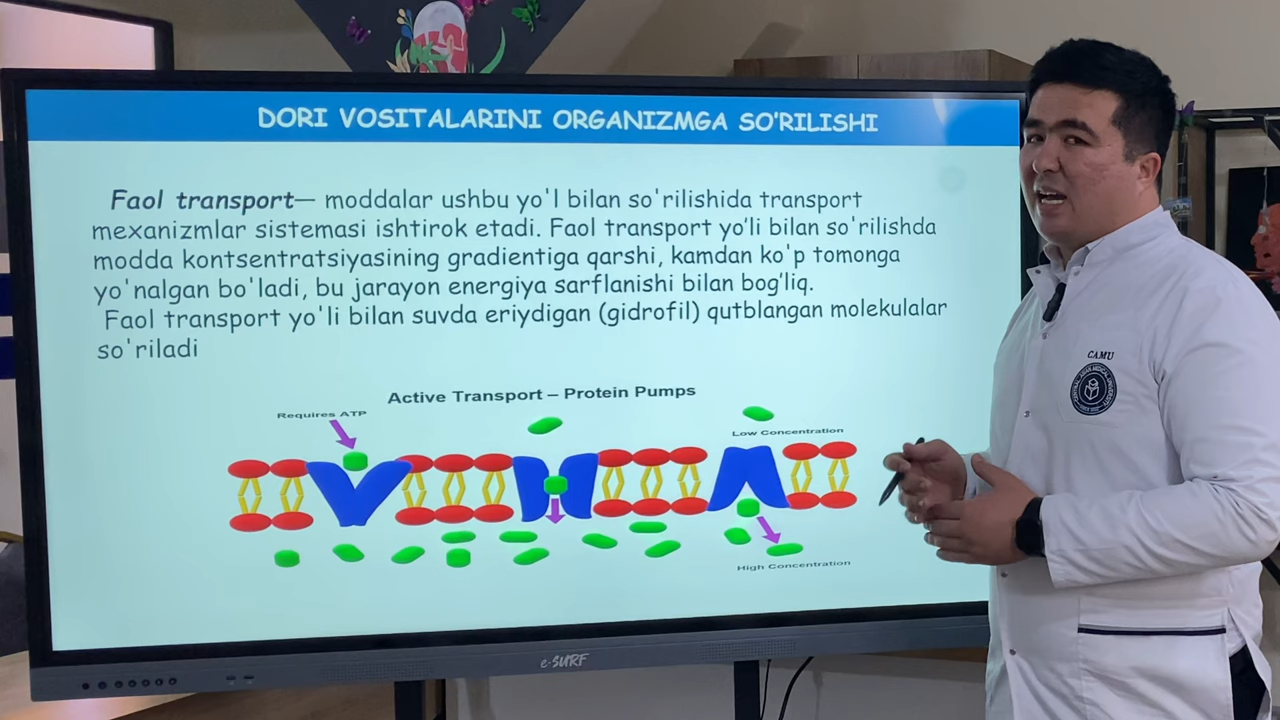 DORI VOSITALARINI ORGANIZMGA SO'RILISHI
Faol transport— moddalar ushbu yo'l bilan so'rilishida transport
mexanizmlar sistemasi ishtirok etadi. Faol transport yo'li bilan so'rilishda
modda kontsentratsiyasining gradientiga qarshi, kamdan ko'p tomonga
yo'nalgan bo'ladi, bu jarayon energiya sarflanishi bilan bog'liq.
Faol transport yo'li bilan suvda eriydigan (gidrofil) qutblangan molekulalar
so'riladi
Active Transport – Protein Pumps
Requires ATP
Low Concentration
High Concentration
e-SURF
CAMU